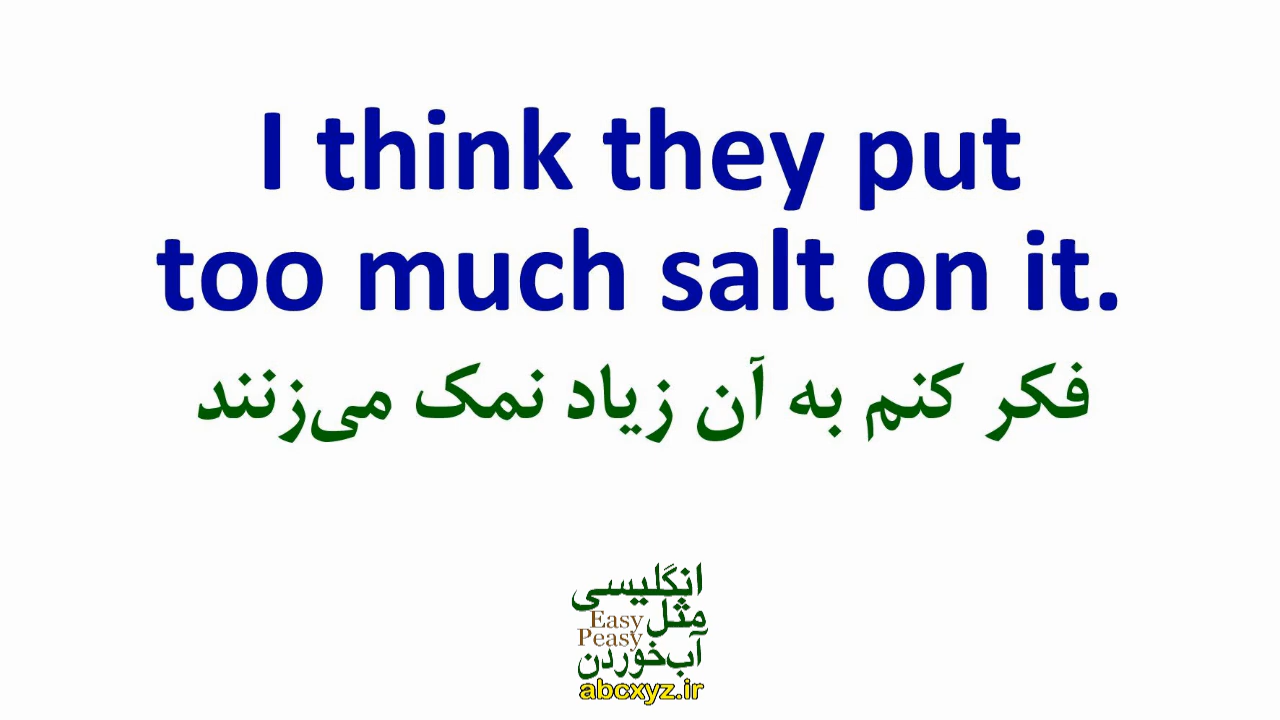 I think they put
too much salt on it.
فکر کنم به آن زیاد نمک می‌زنند
انگلیسی
مثل
Easy
Peasy
آب‌خوردن
abcxyz.ir